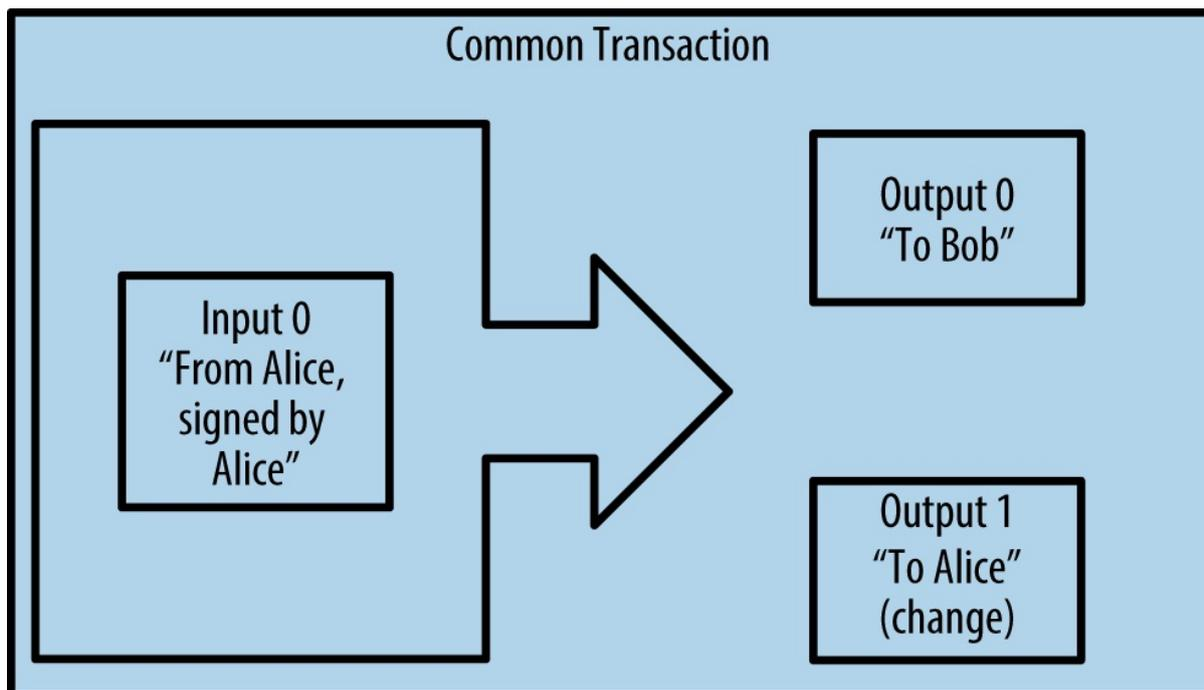 Common Transaction
Input 0
“From Alice,
signed by
Alice”
Output 0
“To Bob”
Output 1
“To Alice”
(change)